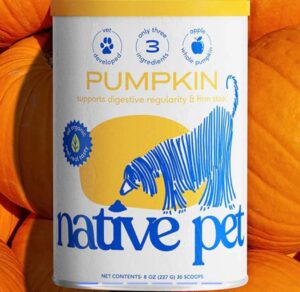 vet
developed
only three
3
ingredients
apple
whole pumpkin
PUMPKIN
supports digestive regularity & firm stool
native pet
NET CONTENTS: 8 OZ (227 G) 35 SCOOPS